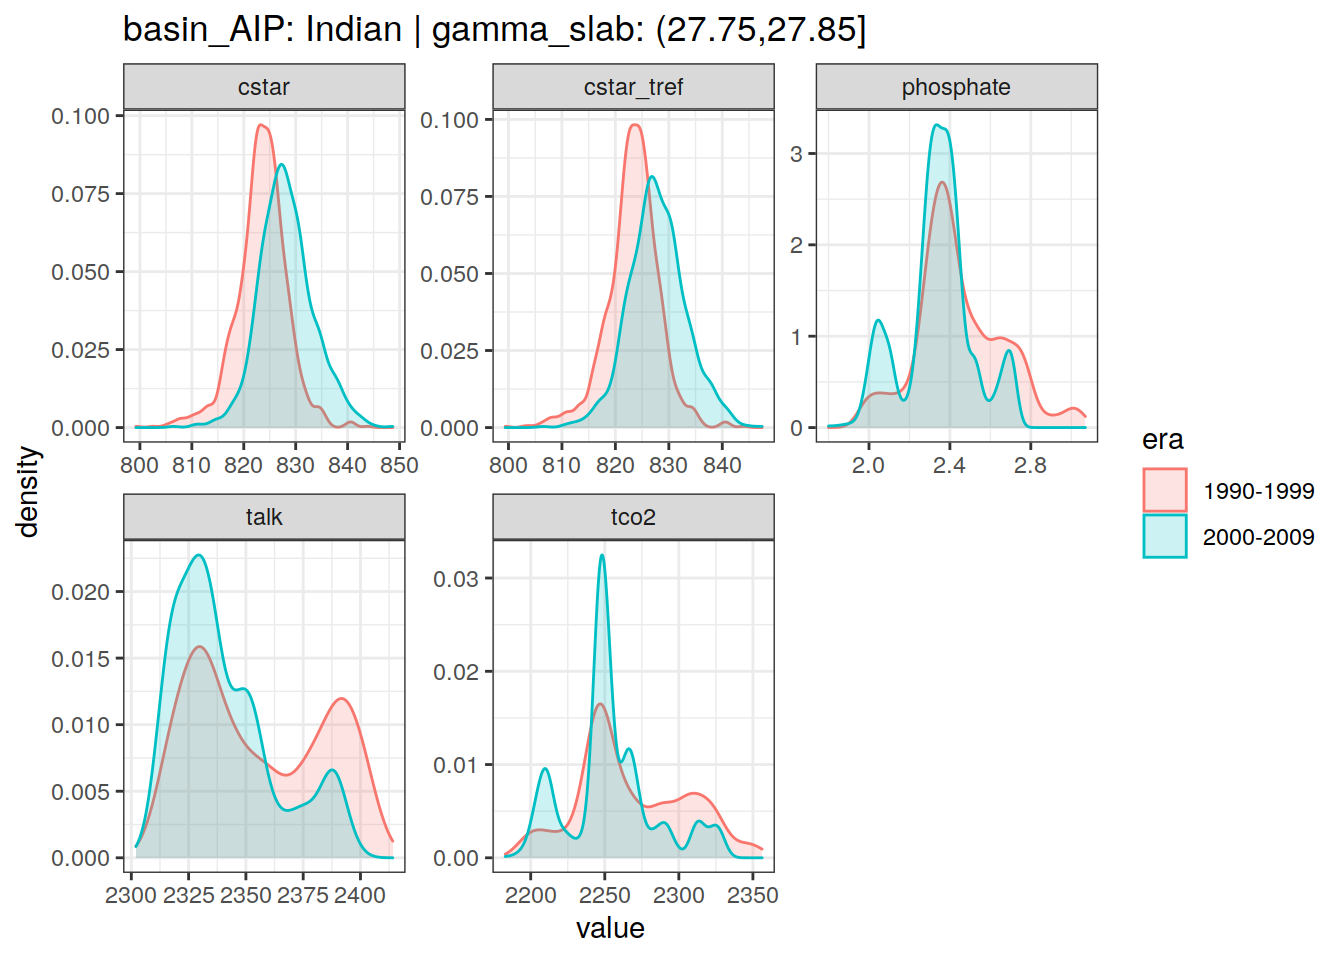 basin_AIP: Indian | gamma_slab: (27.75,27.85]
cstar
cstar_tref
phosphate
0.100
0.075
0.050
0.025
0.000
800 810 820 830 840 850
0.100
0.075
0.050
0.025
0.000
800 810 820 830 840
3
2
1
0
2.0 2.4 2.8
density
talk
tco2
0.020
0.015
0.010
0.005
0.000
2300 2325 2350 2375 2400
0.03
0.02
0.01
0.00
2200 2250 2300 2350
value
era
1990-1999
2000-2009